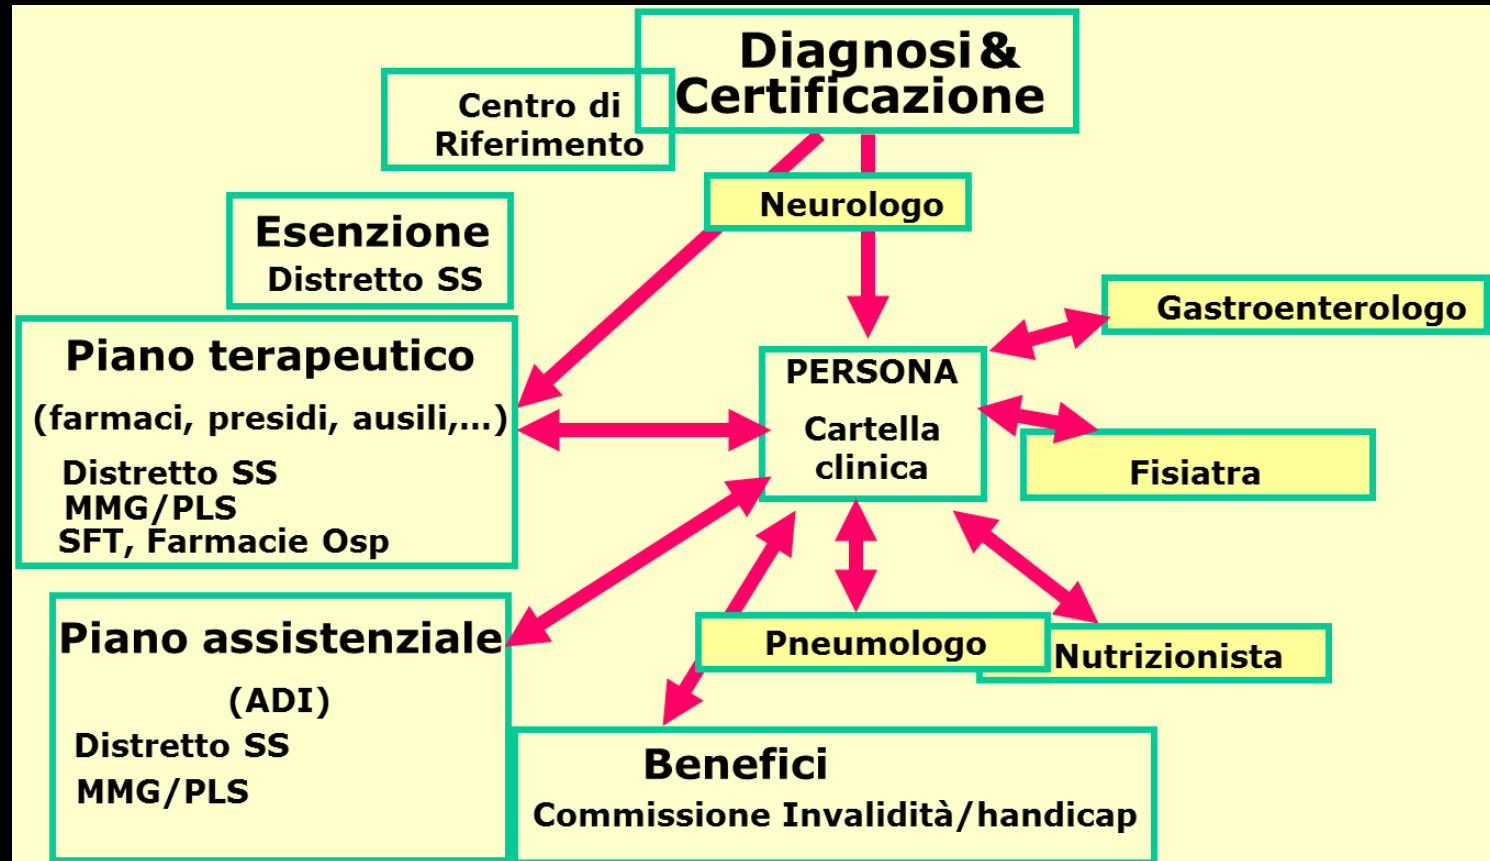 Diagnosi &
Certificazione
Centro di
Riferimento
Neurologo
Esenzione
Distretto SS
Gastroenterologo
Piano terapeutico
(farmaci, presidi, ausili,...)
Distretto SS
MMG/PLS
SFT, Farmacie Osp
PERSONA
Cartella
clinica
Fisiatra
Piano assistenziale
(ADI)
Distretto SS
MMG/PLS
Pneumologo
Nutrizionista
Benefici
Commissione Invalidità/handicap